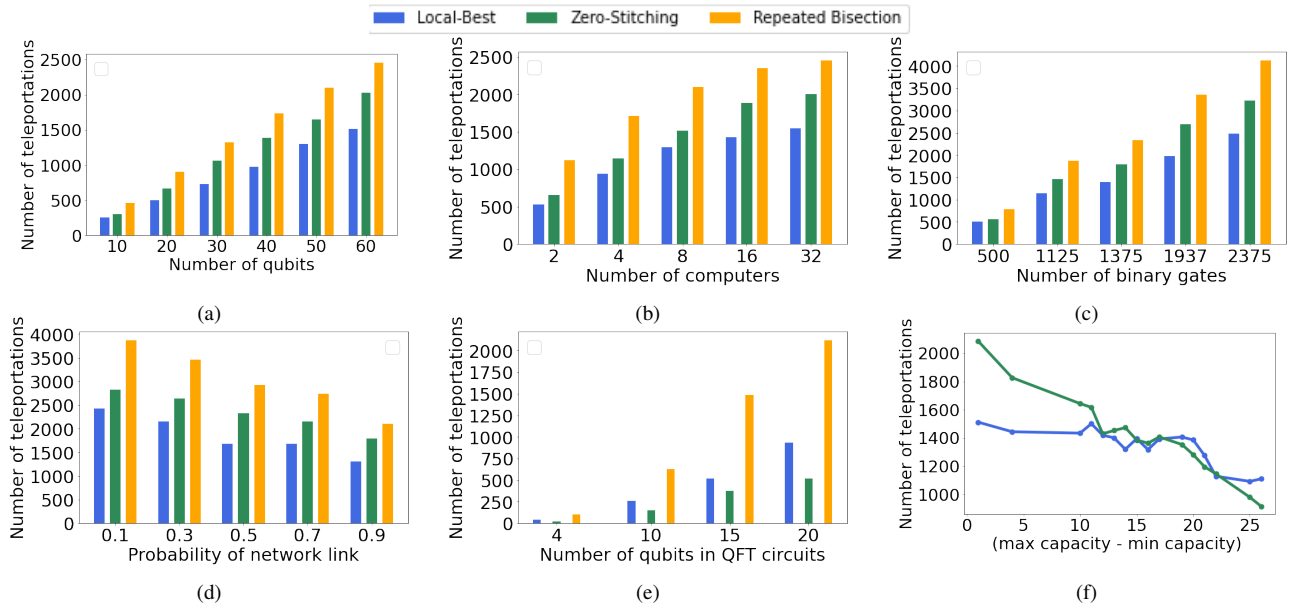 Local-Best Zero-Stitching Repeated Bisection
Number of teleportations
2500
2000
1500
1000
500
0
10 20 30 40 50 60
Number of qubits
(a)
Number of teleportations
2500
2000
1500
1000
500
0
2 4 8 16 32
Number of computers
(b)
Number of teleportations
4000
3500
3000
2500
2000
1500
1000
500
0
500 1125 1375 1937 2375
Number of binary gates
(c)
Number of teleportations
4000
3500
3000
2500
2000
1500
1000
500
0
0.1 0.3 0.5 0.7 0.9
Probability of network link
(d)
Number of teleportations
2000
1750
1500
1250
1000
750
500
250
0
4 10 15 20
Number of qubits in QFT circuits
(e)
Number of teleportations
2000
1800
1600
1400
1200
1000
0 5 10 15 20 25
(max capacity - min capacity)
(f)